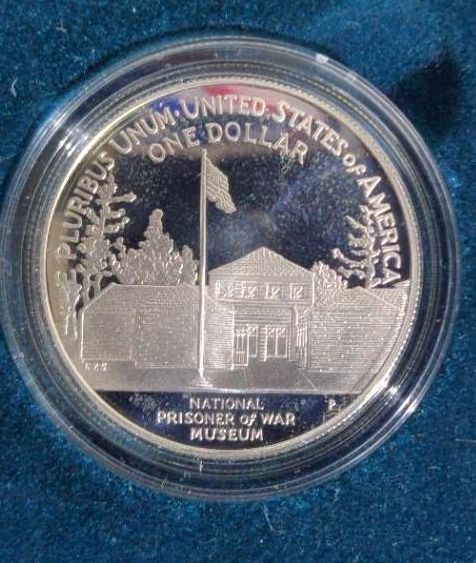 E PLURIBUS UNUM · UNITED STATES OF AMERICA
ONE DOLLAR
NATIONAL
PRISONER OF WAR
MUSEUM
P